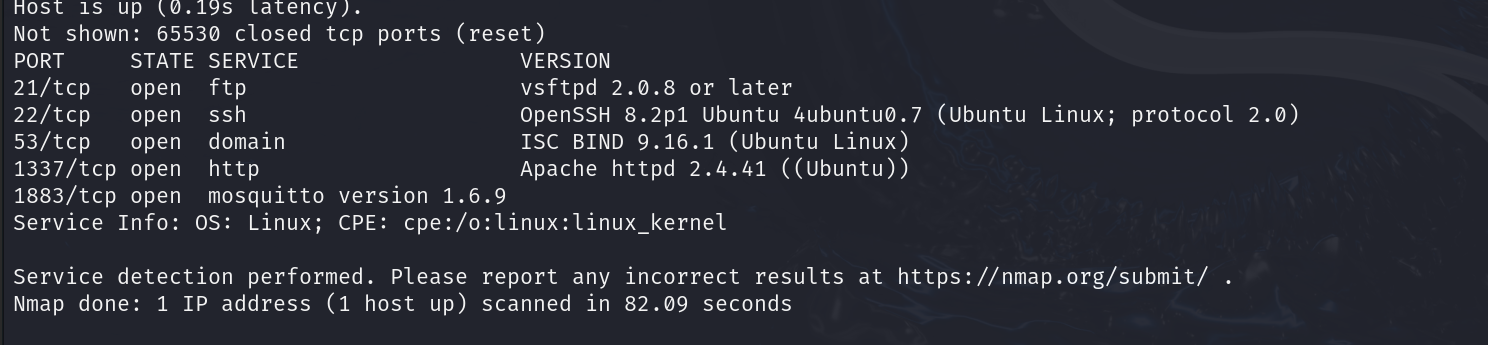 Host is up (0.19s latency).
Not shown: 65530 closed tcp ports (reset)
PORT     STATE SERVICE                 VERSION
21/tcp   open  ftp                     vsftpd 2.0.8 or later
22/tcp   open  ssh                     OpenSSH 8.2p1 Ubuntu 4ubuntu0.7 (Ubuntu Linux; protocol 2.0)
53/tcp   open  domain                  ISC BIND 9.16.1 (Ubuntu Linux)
1337/tcp open  http                    Apache httpd 2.4.41 ((Ubuntu))
1883/tcp open  mosquitto version 1.6.9
Service Info: OS: Linux; CPE: cpe:/o:linux:linux_kernel
Service detection performed. Please report any incorrect results at https://nmap.org/submit/ .
Nmap done: 1 IP address (1 host up) scanned in 82.09 seconds